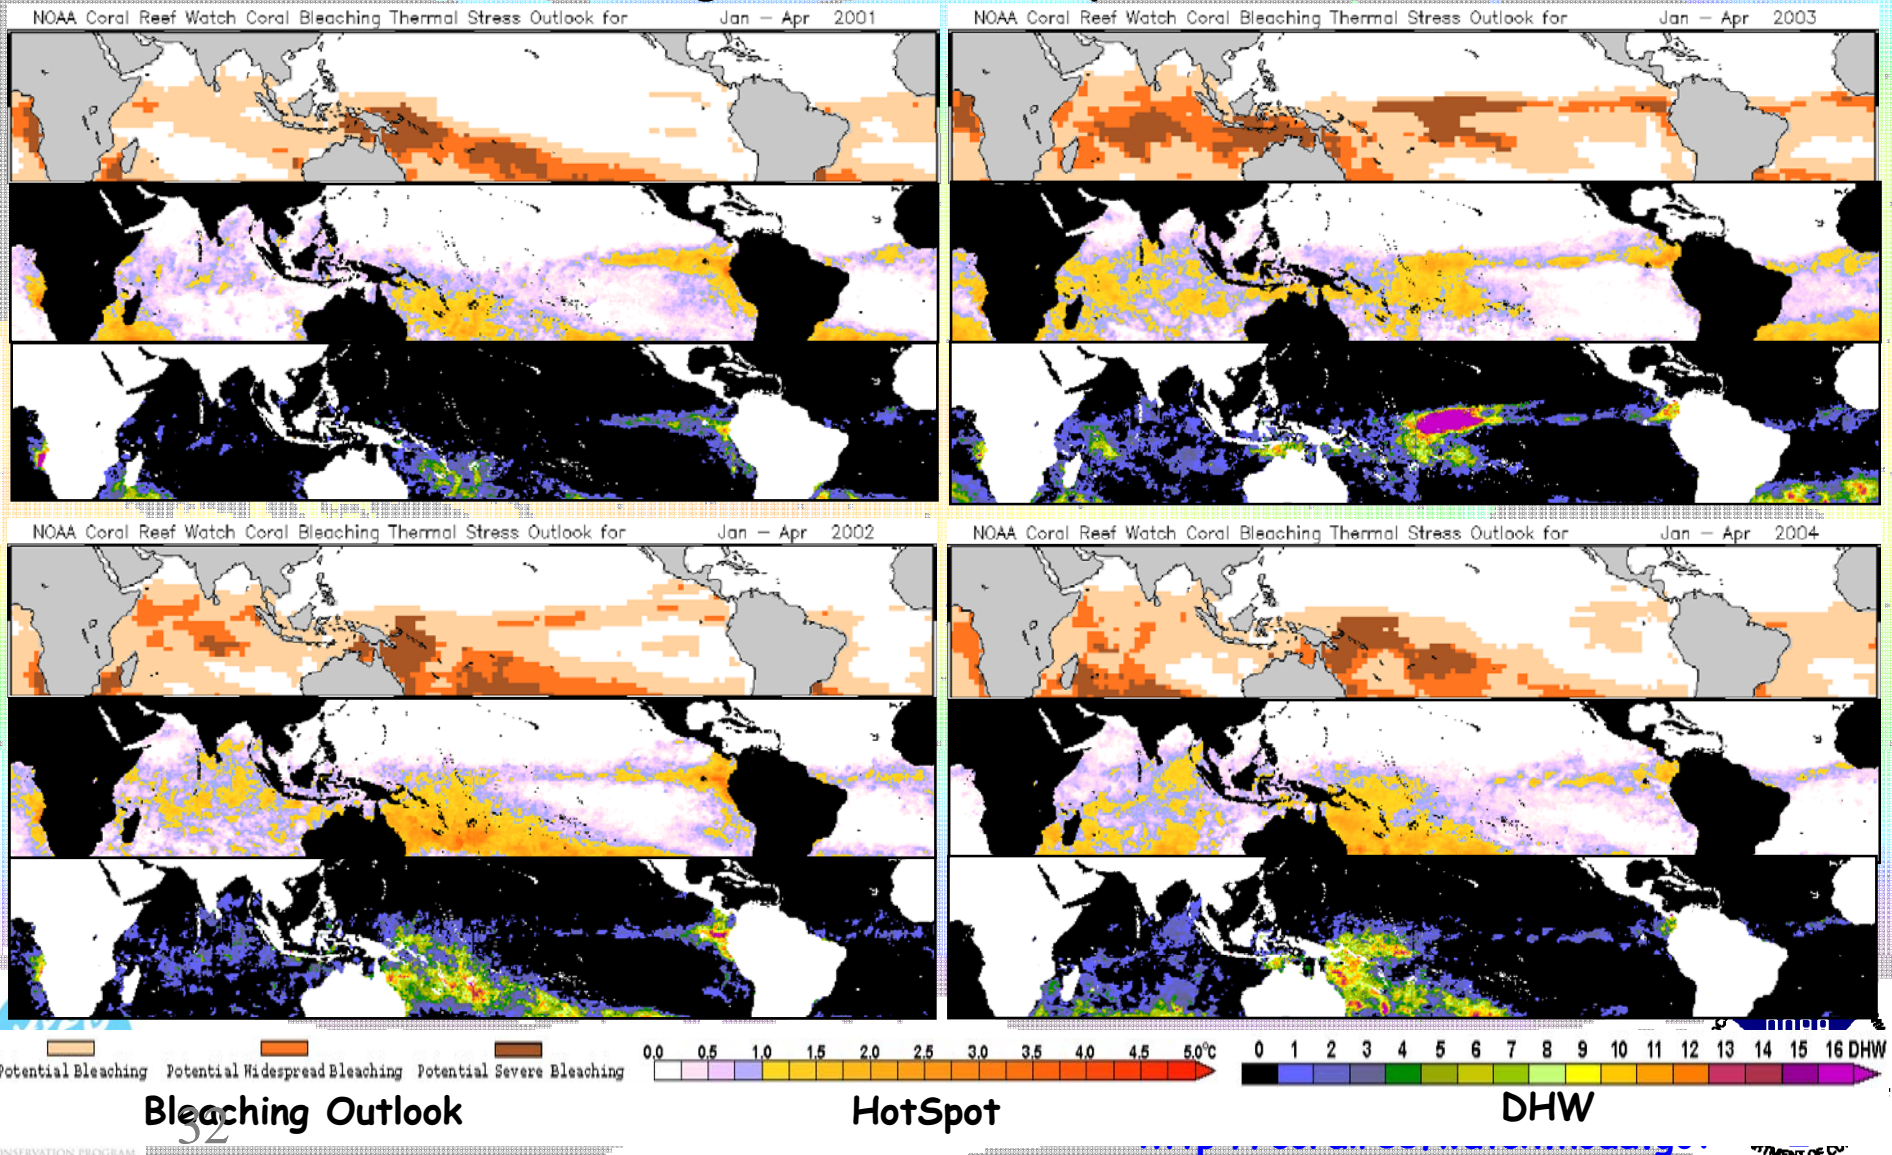 NOAA Coral Reef Watch Coral Bleaching Thermal Stress Outlook for Jan – Apr 2001
NOAA Coral Reef Watch Coral Bleaching Thermal Stress Outlook for Jan – Apr 2003
NOAA Coral Reef Watch Coral Bleaching Thermal Stress Outlook for Jan – Apr 2002
NOAA Coral Reef Watch Coral Bleaching Thermal Stress Outlook for Jan – Apr 2004
Potential Bleaching Potential Widespread Bleaching Potential Severe Bleaching
0.0 0.5 1.0 1.5 2.0 2.5 3.0 3.5 4.0 4.5 5.0°C
0 1 2 3 4 5 6 7 8 9 10 11 12 13 14 15 16 DHW
Bleaching Outlook
HotSpot
DHW
32
CONSERVATION PROGRAM